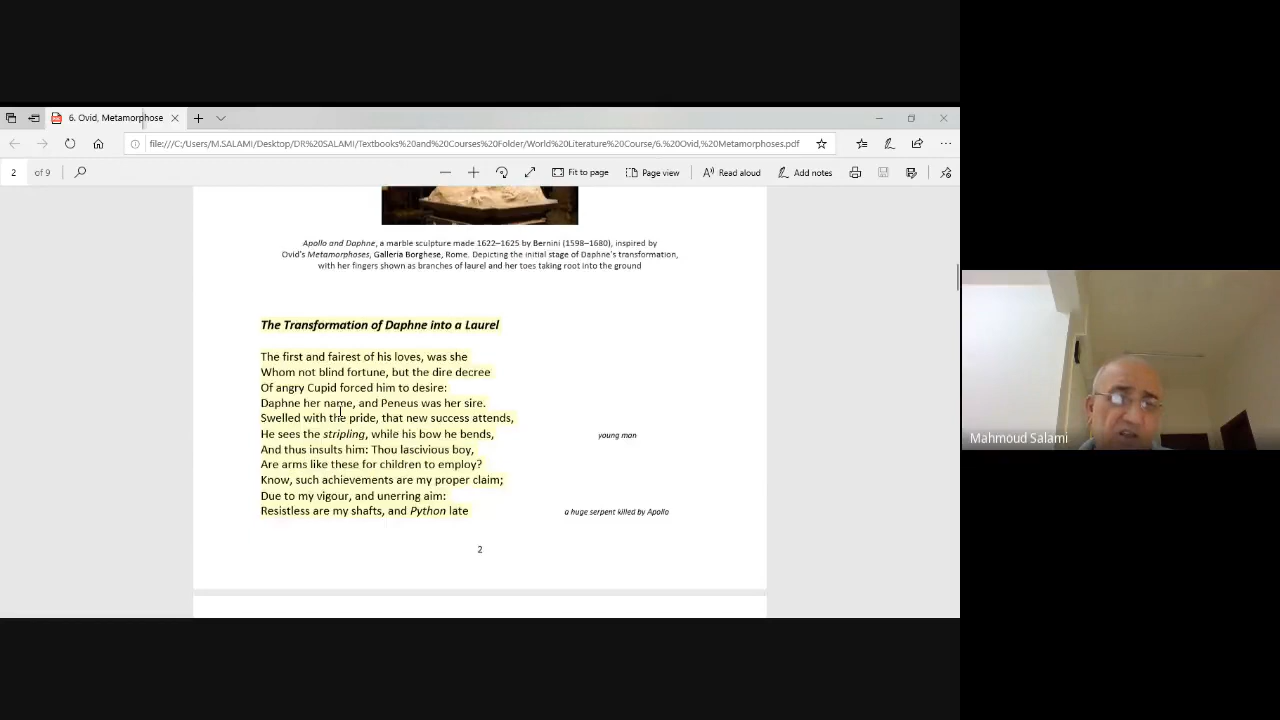 6. Ovid, Metamorphose
file:///C:/Users/M.SALAMI/Desktop/DR%20SALAMI/Textbooks%20and%20Courses%20Folder/World%20Literature%20Course/6.%20Ovid,%20Metamorphoses.pdf
2 of 9 Fit to page Page view Read aloud Add notes
Apollo and Daphne, a marble sculpture made 1622–1625 by Bernini (1598–1680), inspired by
Ovid's Metamorphoses, Galleria Borghese, Rome. Depicting the initial stage of Daphne's transformation,
with her fingers shown as branches of laurel and her toes taking root into the ground
The Transformation of Daphne into a Laurel
The first and fairest of his loves, was she
Whom not blind fortune, but the dire decree
Of angry Cupid forced him to desire:
Daphne her name, and Peneus was her sire.
Swelled with the pride, that new success attends,
He sees the stripling, while his bow he bends, young man
And thus insults him: Thou lascivious boy,
Are arms like these for children to employ?
Know, such achievements are my proper claim;
Due to my vigour, and unerring aim:
Resistless are my shafts, and Python late a huge serpent killed by Apollo
2
Mahmoud Salami